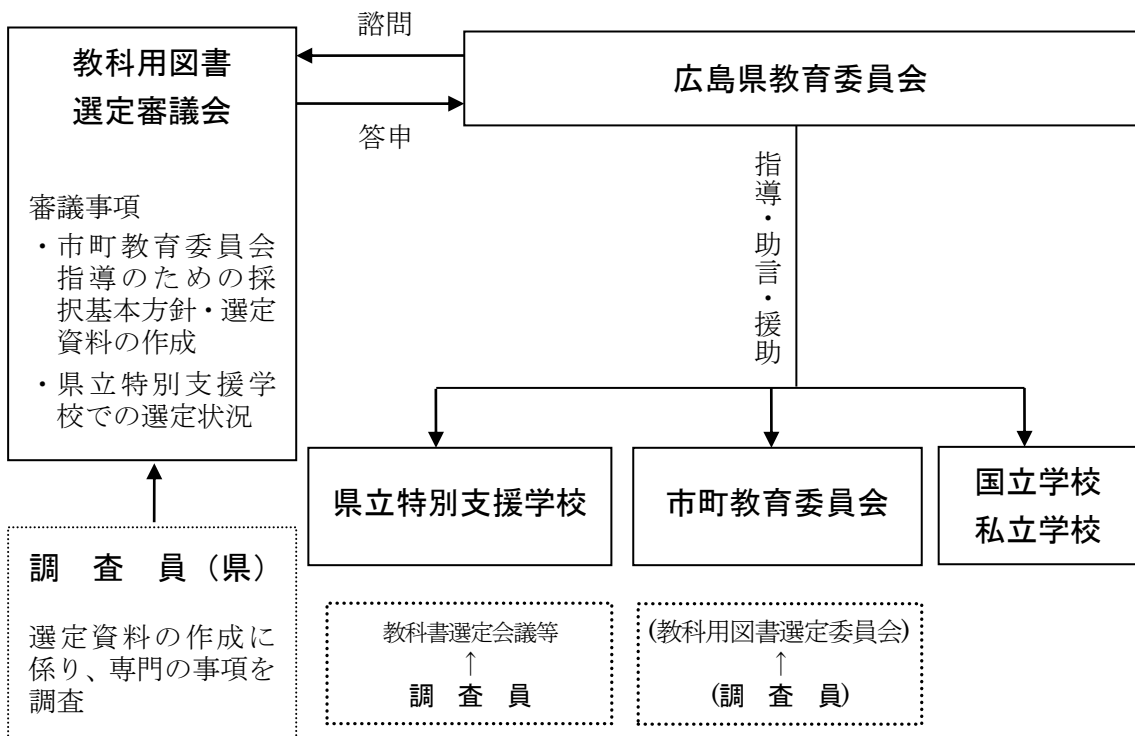 教科用図書
選定審議会
審議事項
・市町教育委員会
指導のための採
択基本方針・選定
資料の作成
・県立特別支援学
校での選定状況
諮問
答申
広島県教育委員会
指導・助言・援助
県立特別支援学校
市町教育委員会
国立学校
私立学校
調 査 員（県）
選定資料の作成に
係り、専門の事項を
調査
教科書選定会議等
↑
調 査 員
(教科用図書選定委員会)
↑
(調 査 員)